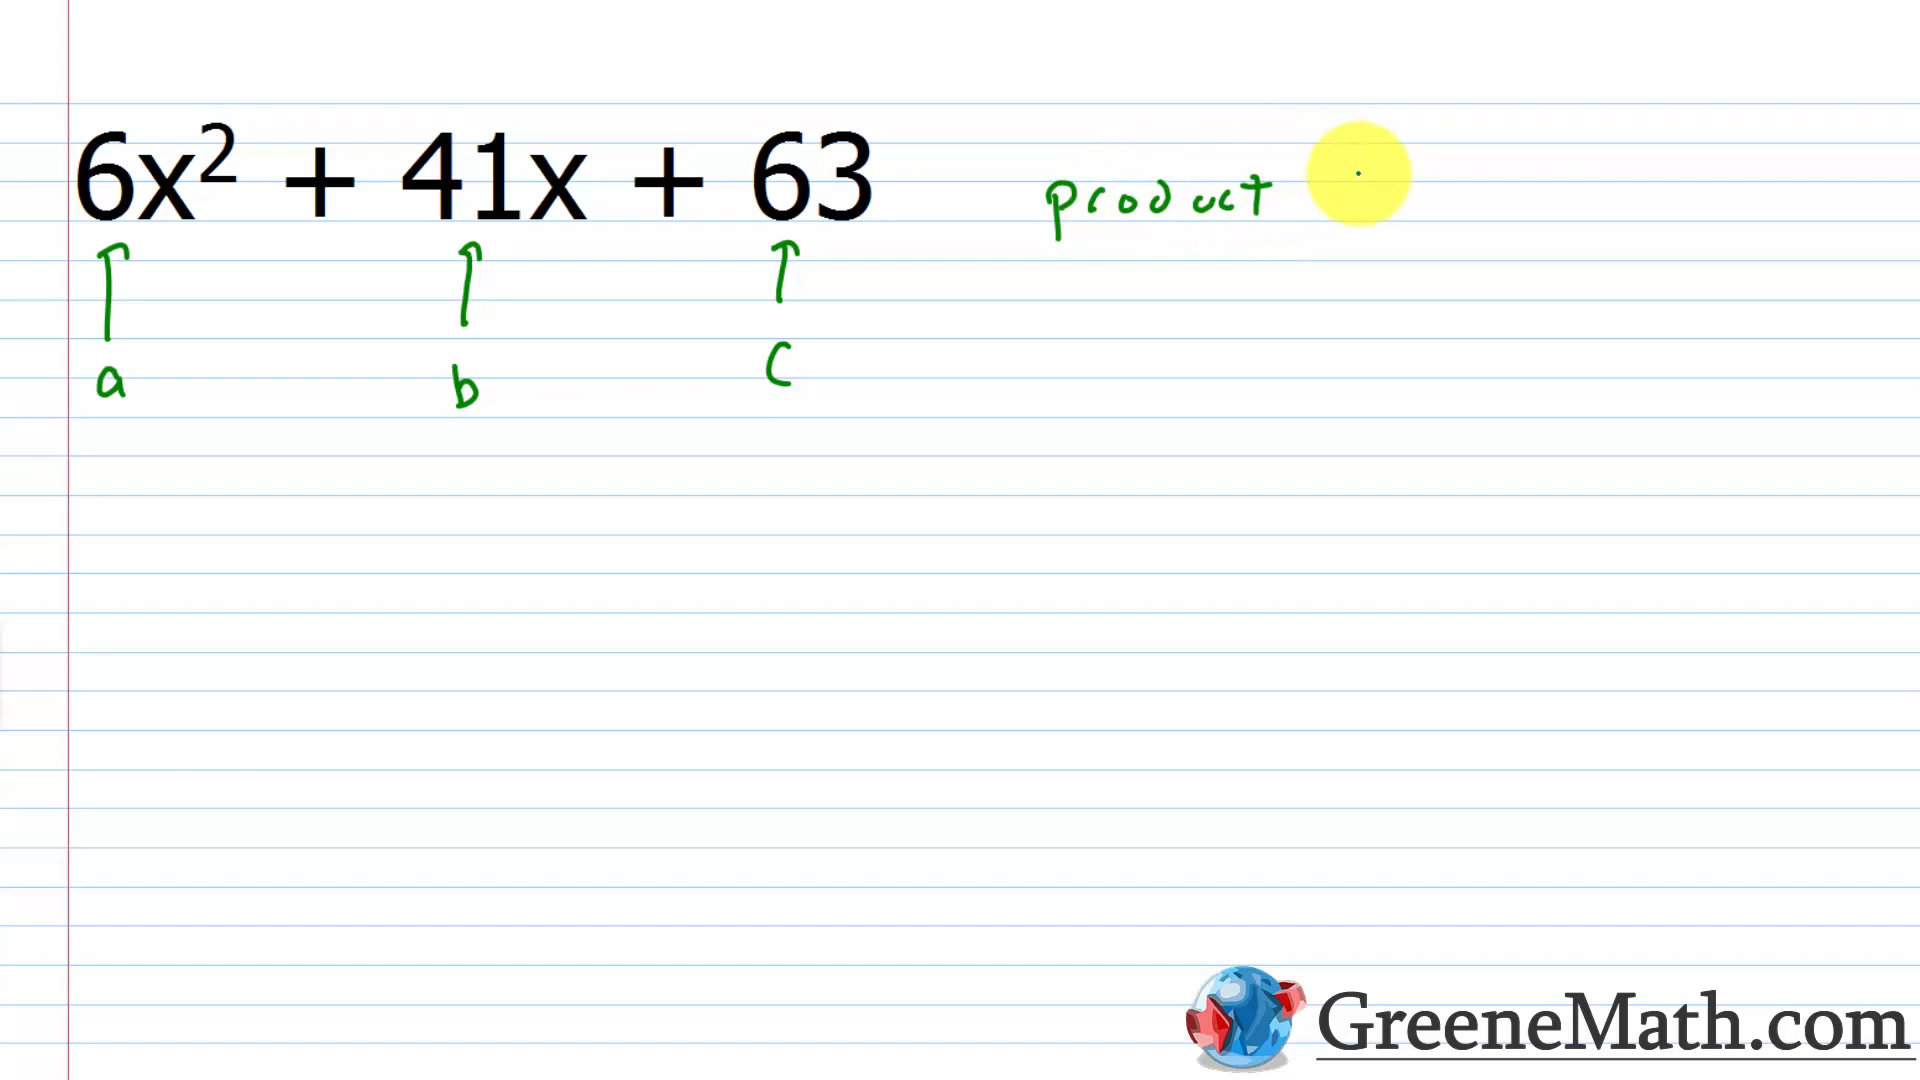 6x² + 41x + 63 product
a b c
GreeneMath.com